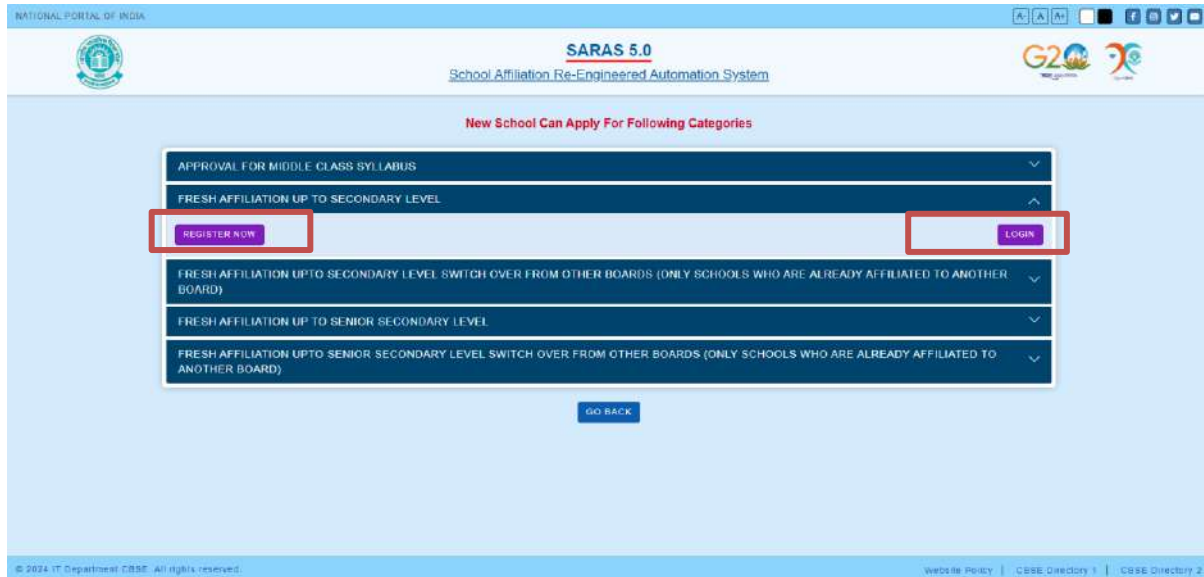 NATIONAL PORTAL OF INDIA
A- A A+
SARAS 5.0
School Affiliation Re-Engineered Automation System
G20
New School Can Apply For Following Categories
APPROVAL FOR MIDDLE CLASS SYLLABUS
FRESH AFFILIATION UP TO SECONDARY LEVEL
REGISTER NOW
LOGIN
FRESH AFFILIATION UPTO SECONDARY LEVEL SWITCH OVER FROM OTHER BOARDS (ONLY SCHOOLS WHO ARE ALREADY AFFILIATED TO ANOTHER
BOARD)
FRESH AFFILIATION UP TO SENIOR SECONDARY LEVEL
FRESH AFFILIATION UPTO SENIOR SECONDARY LEVEL SWITCH OVER FROM OTHER BOARDS (ONLY SCHOOLS WHO ARE ALREADY AFFILIATED TO
ANOTHER BOARD)
GO BACK
© 2024 IT Department CBSE. All rights reserved.
Website Policy | CBSE Directory 1 | CBSE Directory 2